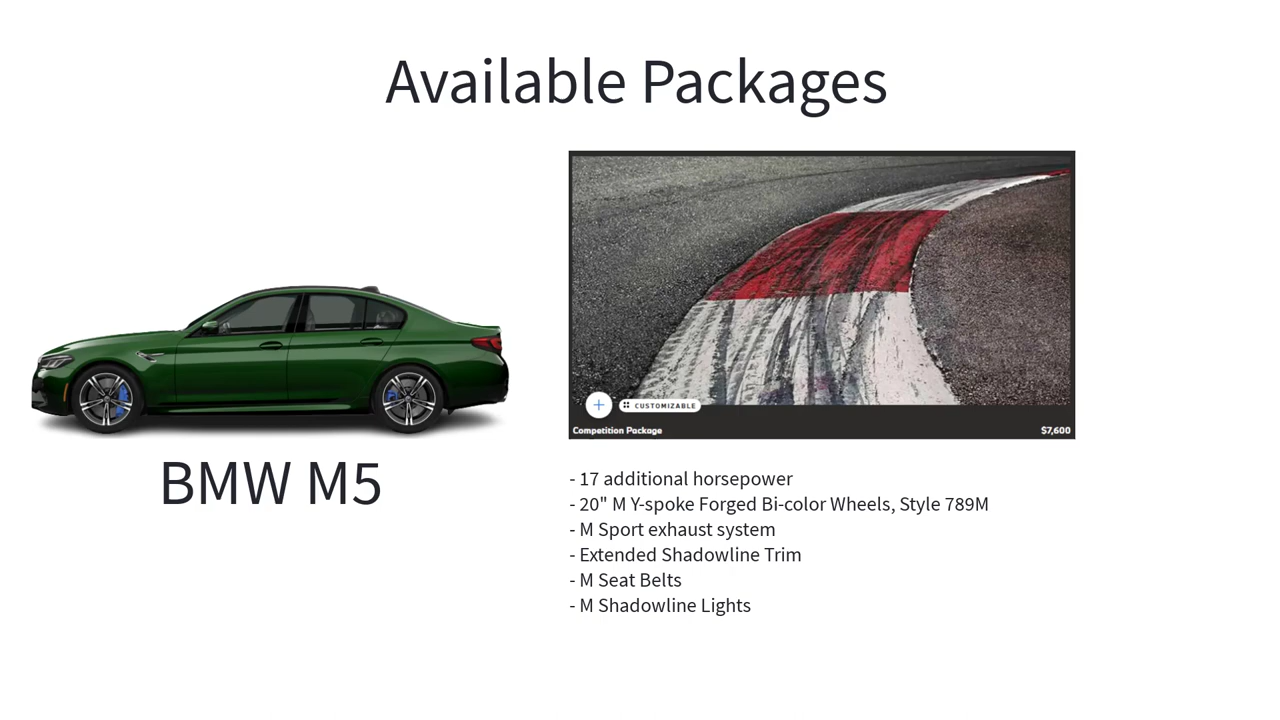 Available Packages
CUSTOMIZABLE
Competition Package $7,600
BMW M5
- 17 additional horsepower
- 20" M Y-spoke Forged Bi-color Wheels, Style 789M
- M Sport exhaust system
- Extended Shadowline Trim
- M Seat Belts
- M Shadowline Lights